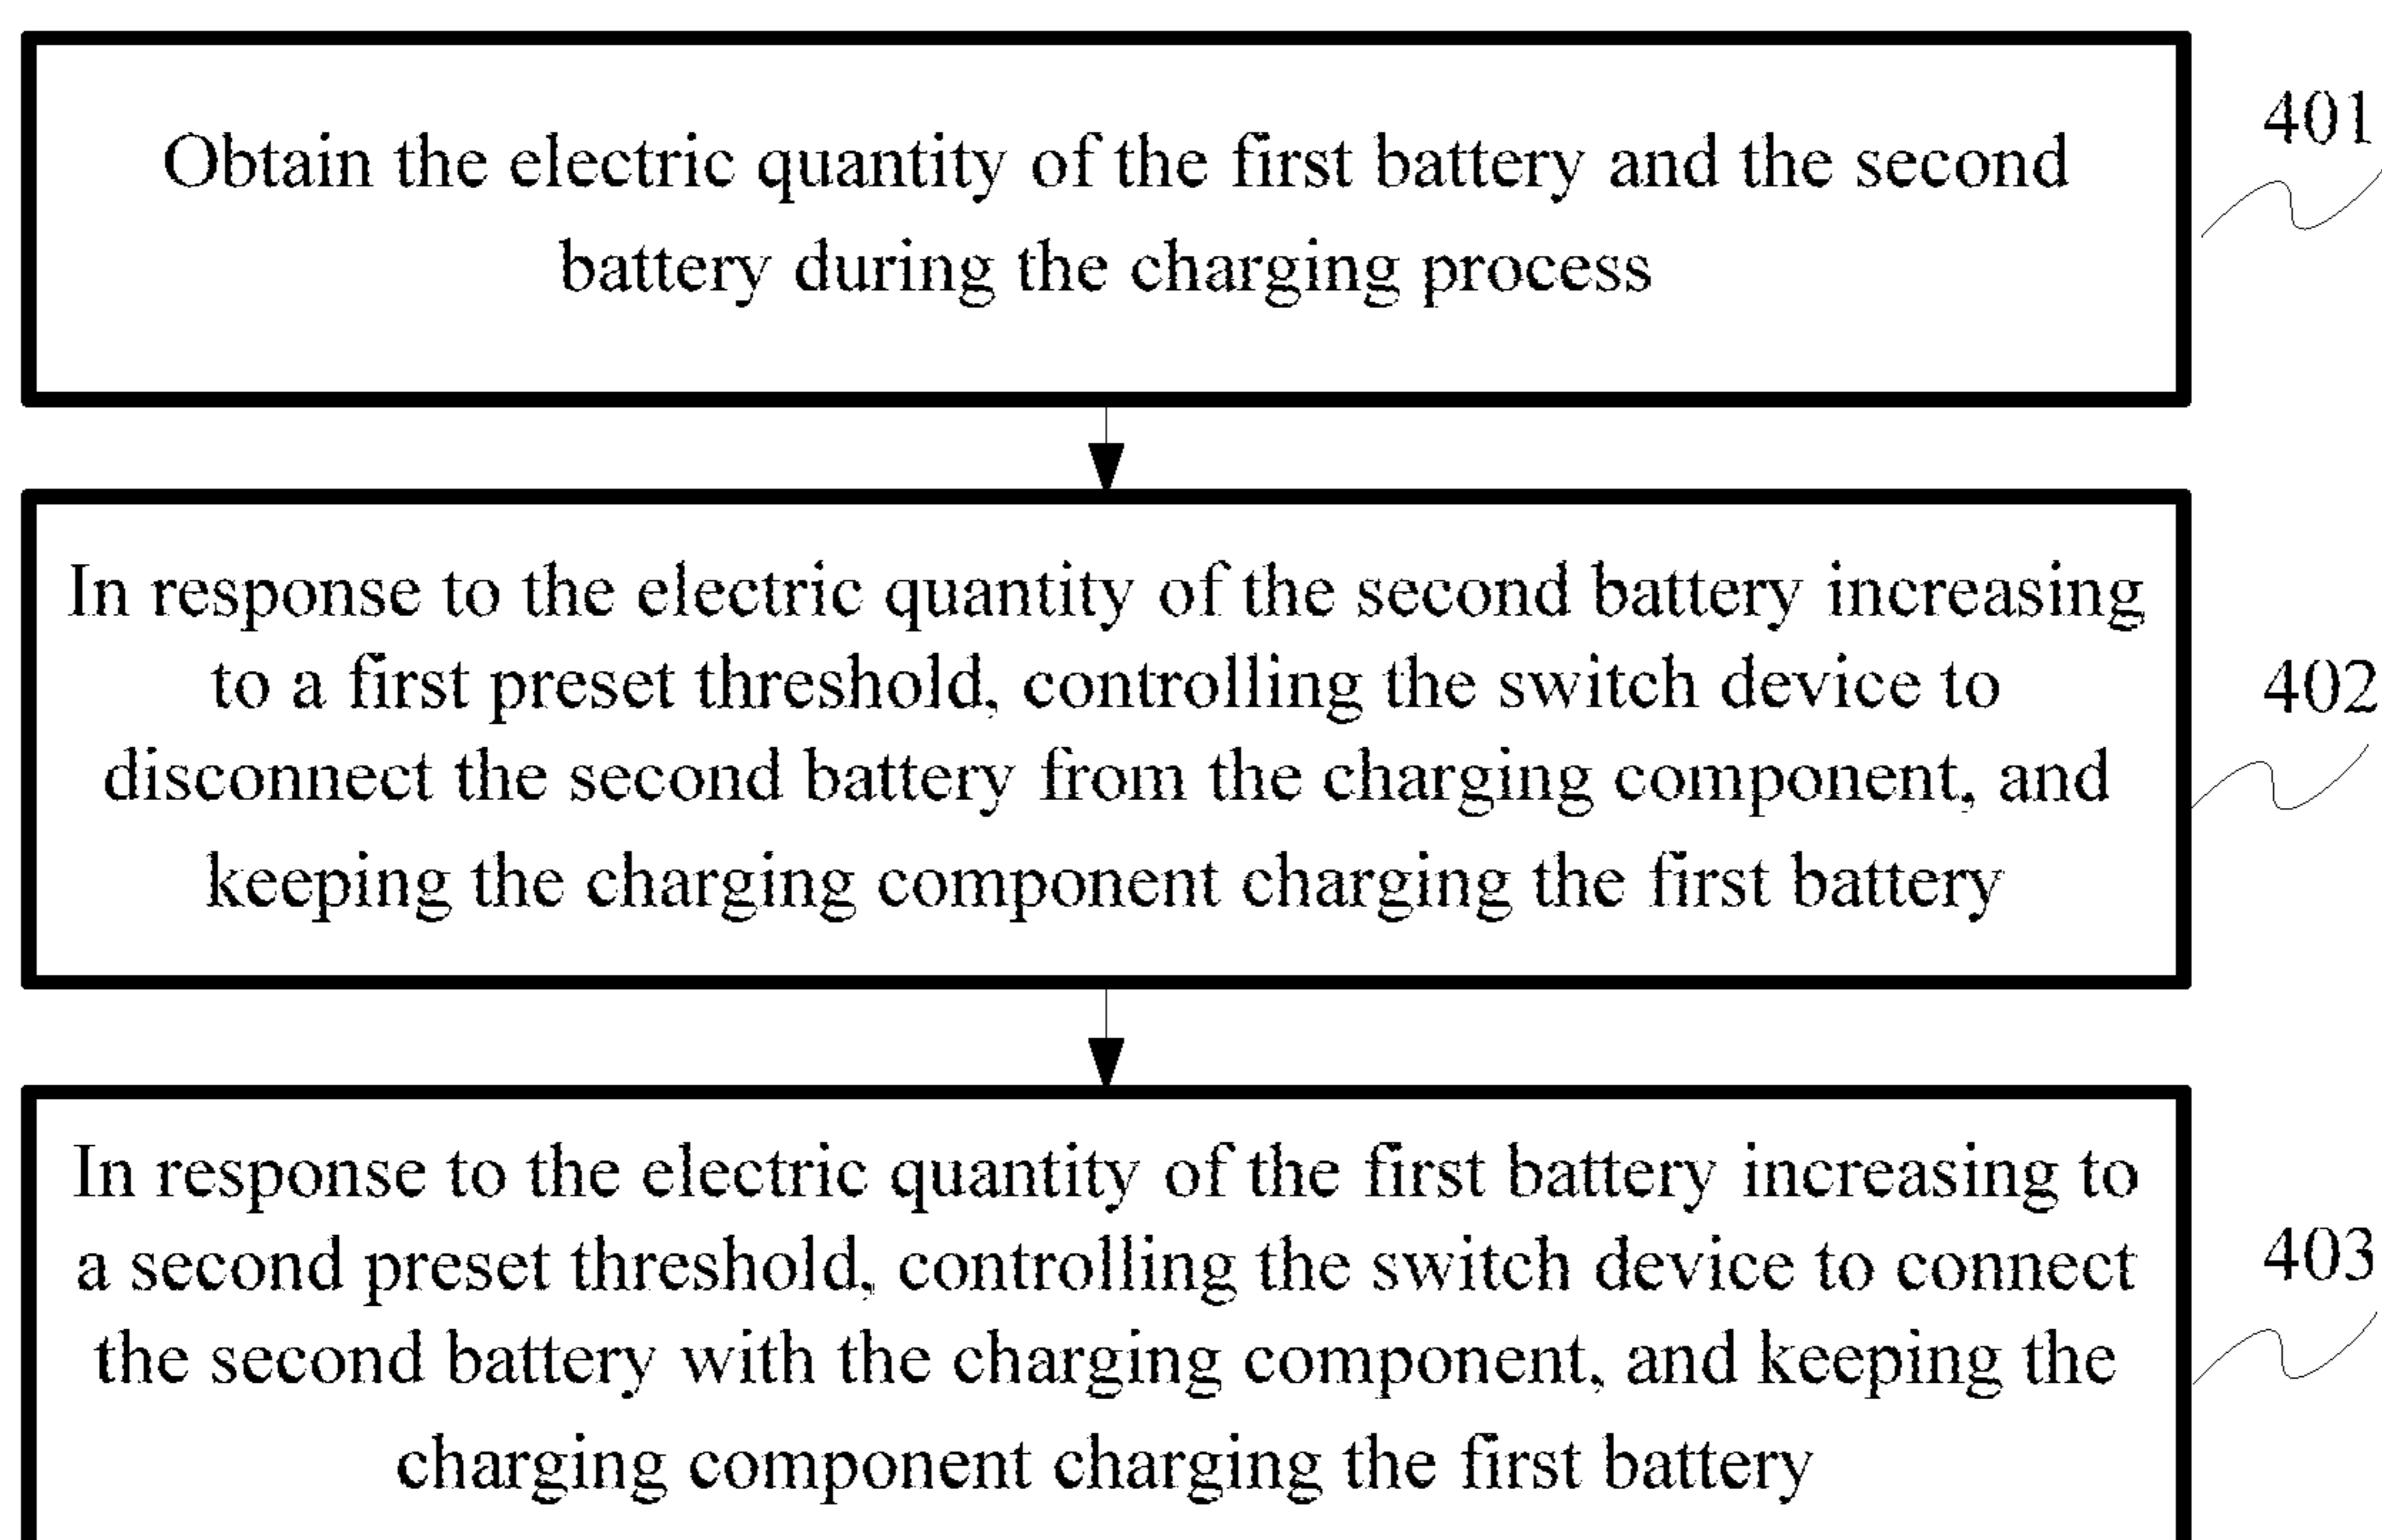 Obtain the electric quantity of the first battery and the second
battery during the charging process
401
In response to the electric quantity of the second battery increasing
to a first preset threshold, controlling the switch device to
disconnect the second battery from the charging component, and
keeping the charging component charging the first battery
402
In response to the electric quantity of the first battery increasing to
a second preset threshold, controlling the switch device to connect
the second battery with the charging component, and keeping the
charging component charging the first battery
403